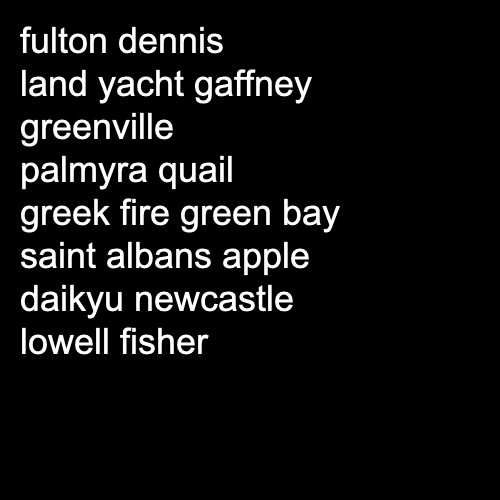 fulton dennis
land yacht gaffney
greenville
palmyra quail
greek fire green bay
saint albans apple
daikyu newcastle
lowell fisher